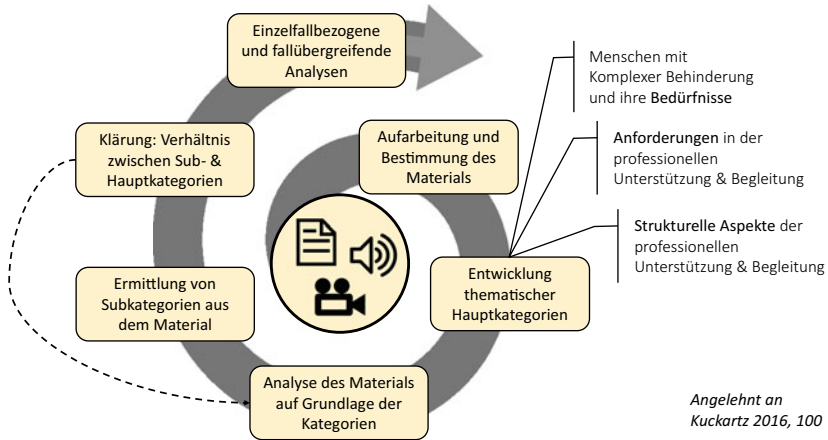 Einzelfallbezogene
und fallübergreifende
Analysen
Menschen mit
Komplexer Behinderung
und ihre Bedürfnisse
Klärung: Verhältnis
zwischen Sub- &
Hauptkategorien
Aufarbeitung und
Bestimmung des
Materials
Anforderungen in der
professionellen
Unterstützung & Begleitung
Strukturelle Aspekte der
professionellen
Unterstützung & Begleitung
Ermittlung von
Subkategorien aus
dem Material
Entwicklung
thematischer
Hauptkategorien
Analyse des Materials
auf Grundlage der
Kategorien
Angelehnt an
Kuckartz 2016, 100